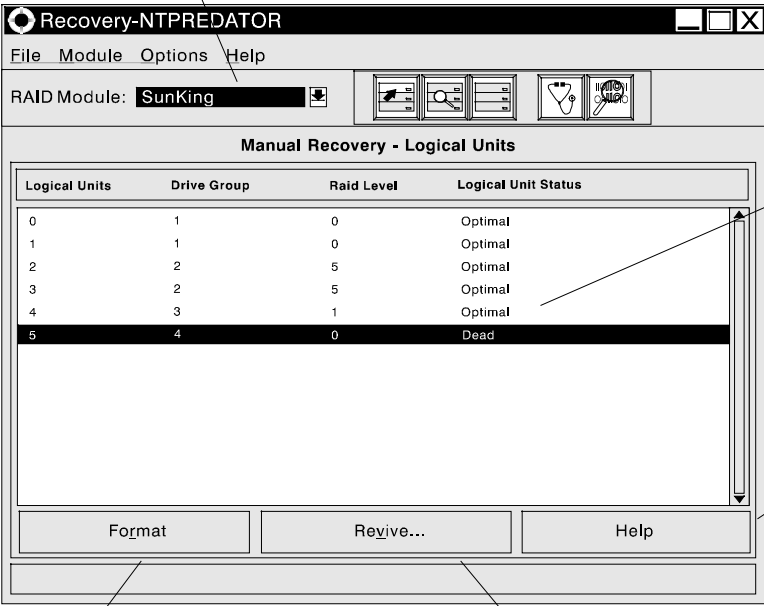 Recovery-NTPREDATOR
File Module Options Help
RAID Module: SunKing
Manual Recovery - Logical Units
Logical Units Drive Group Raid Level Logical Unit Status
0 1 0 Optimal
1 1 0 Optimal
2 2 5 Optimal
3 2 5 Optimal
4 3 1 Optimal
5 4 0 Dead
Format Revive... Help